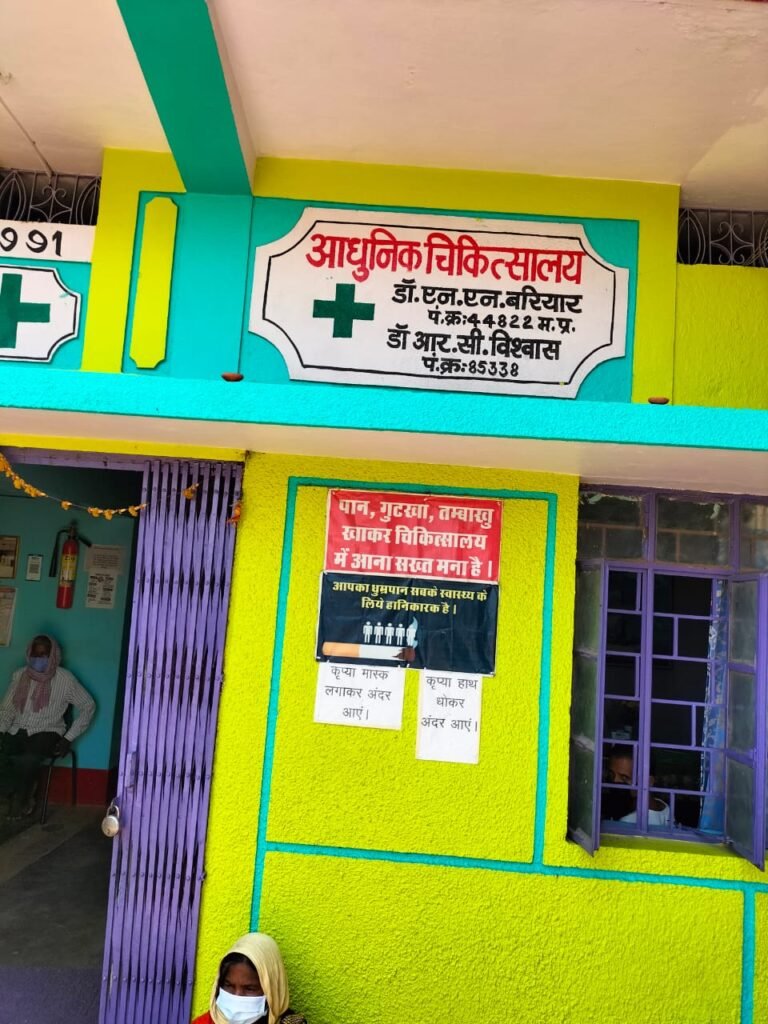 ७91
आधुनिक चिकित्सालय
डॉ.एन.एन.बरियार
पं.क्र:44822 म.प्र.
डॉ आर.सी.विश्वास
पं.क्र:85338
पान, गुटखा, तम्बाखु
खाकर चिकित्सालय
में आना सख्त मना है।
आपका धुम्रपान सबके स्वास्थ्य के
लिये हानिकारक है।
कृप्या मास्क
लगाकर अंदर
आएं।
कृप्या हाथ
धोकर
अंदर आएं।